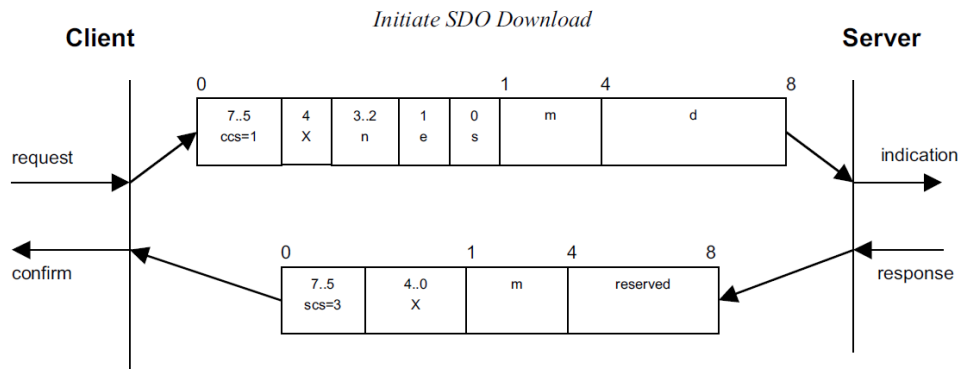 Initiate SDO Download
Client
Server
0 1 4 8
7..5 4 3..2 1 0 m d
ccs=1 X n e s
request
indication
confirm
response
0 1 4 8
7..5 4..0 m reserved
scs=3 X